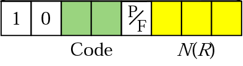 1 0 P/F
Code N(R)